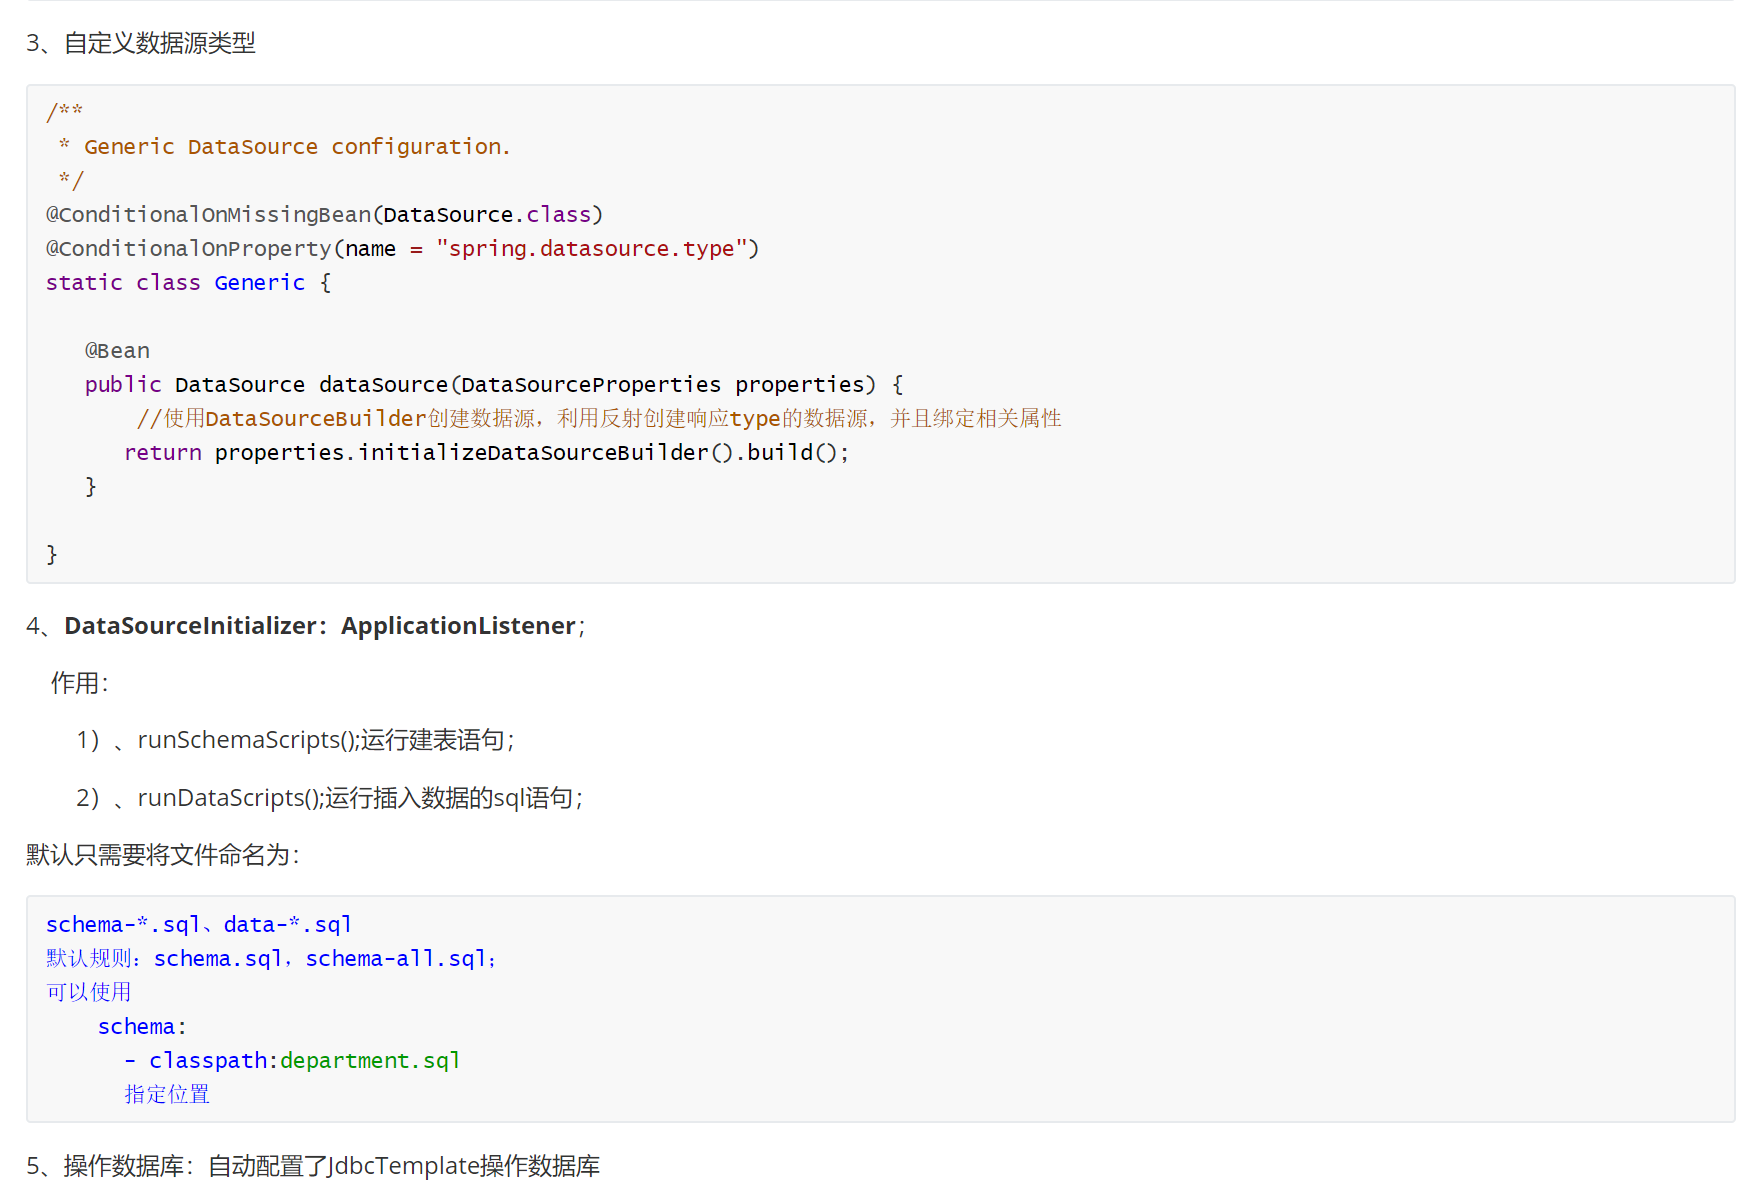 3、自定义数据源类型
/**
 * Generic DataSource configuration.
 */
@ConditionalOnMissingBean(DataSource.class)
@ConditionalOnProperty(name = "spring.datasource.type")
static class Generic {
   @Bean
   public DataSource dataSource(DataSourceProperties properties) {
       //使用DataSourceBuilder创建数据源，利用反射创建响应type的数据源，并且绑定相关属性
      return properties.initializeDataSourceBuilder().build();
   }
}
4、DataSourceInitializer：ApplicationListener；
作用：
1）、runSchemaScripts();运行建表语句；
2）、runDataScripts();运行插入数据的sql语句；
默认只需要将文件命名为：
schema-*.sql、data-*.sql
默认规则：schema.sql，schema-all.sql；
可以使用
    schema:
      - classpath:department.sql
      指定位置
5、操作数据库：自动配置了JdbcTemplate操作数据库